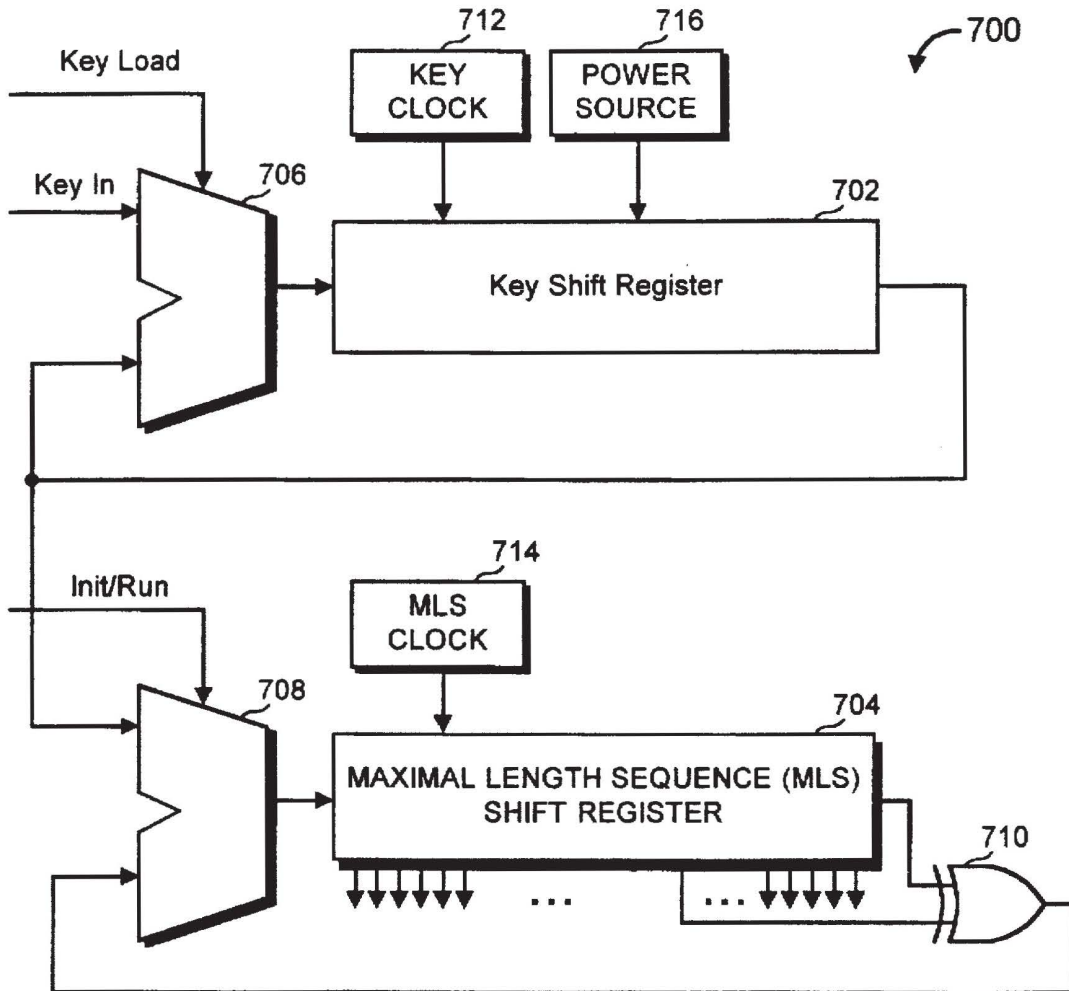 712
716
700
Key Load
KEY
CLOCK
POWER
SOURCE
Key In
706
702
Key Shift Register
714
Init/Run
MLS
CLOCK
708
704
MAXIMAL LENGTH SEQUENCE (MLS)
SHIFT REGISTER
710
...
...